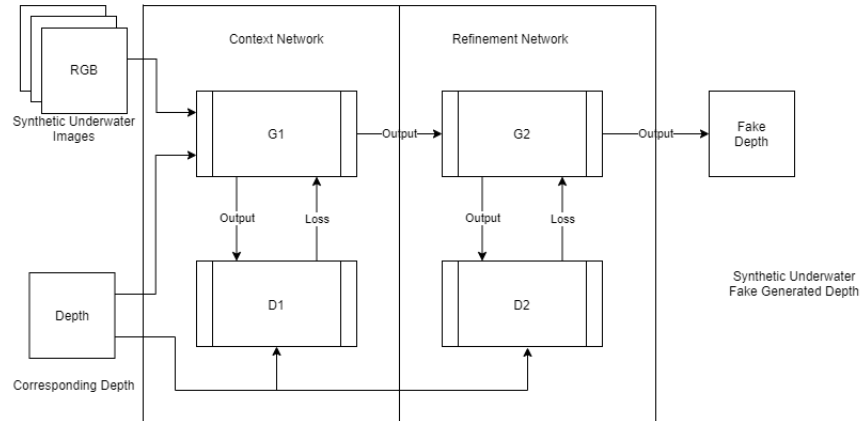 Context Network
Refinement Network
RGB
Synthetic Underwater
Images
G1
Output
G2
Output
Fake
Depth
Output
Loss
Output
Loss
Depth
D1
D2
Synthetic Underwater
Fake Generated Depth
Corresponding Depth